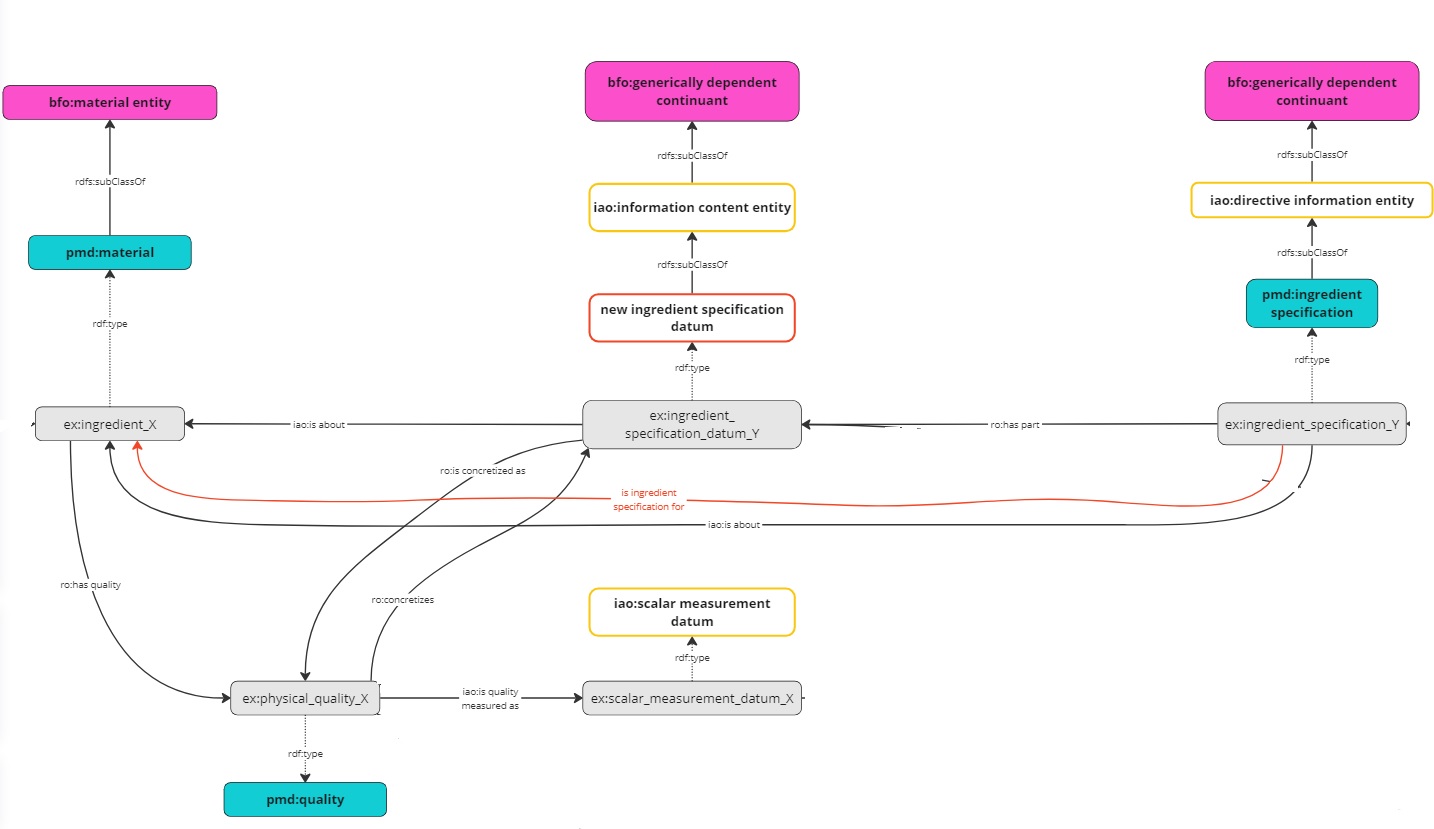 bfo:material entity
bfo:generically dependent
continuant
bfo:generically dependent
continuant
rdfs:subClassOf
rdfs:subClassOf
rdfs:subClassOf
iao:information content entity
iao:directive information entity
pmd:material
rdfs:subClassOf
rdfs:subClassOf
new ingredient specification
datum
pmd:ingredient
specification
rdf:type
rdf:type
rdf:type
ex:ingredient_X
iao:is about
ex:ingredient_
specification_datum_Y
ro:has part
ex:ingredient_specification_Y
ro:is concretized as
is ingredient
specification for
iao:is about
ro:has quality
ro:concretizes
iao:scalar measurement
datum
rdf:type
ex:physical_quality_X
iao:is quality
measured as
ex:scalar_measurement_datum_X
rdf:type
pmd:quality